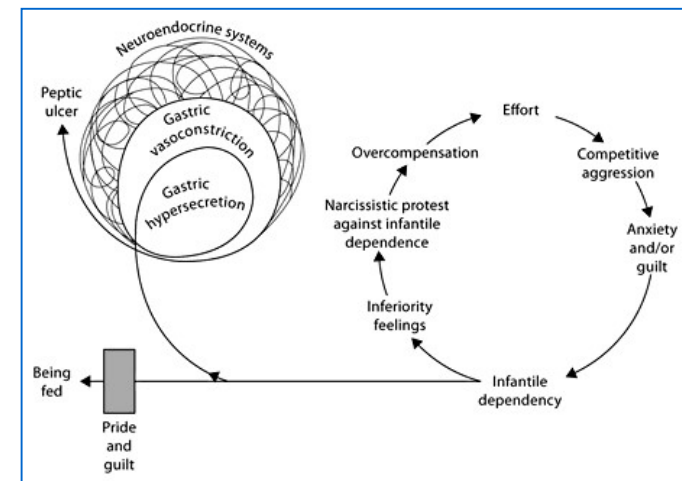 Neuroendocrine systems
Peptic
ulcer
Gastric
vasoconstriction
Gastric
hypersecretion
Effort
Overcompensation
Competitive
aggression
Narcissistic protest
against infantile
dependence
Anxiety
and/or
guilt
Inferiority
feelings
Being
fed
Infantile
dependency
Pride
and
guilt